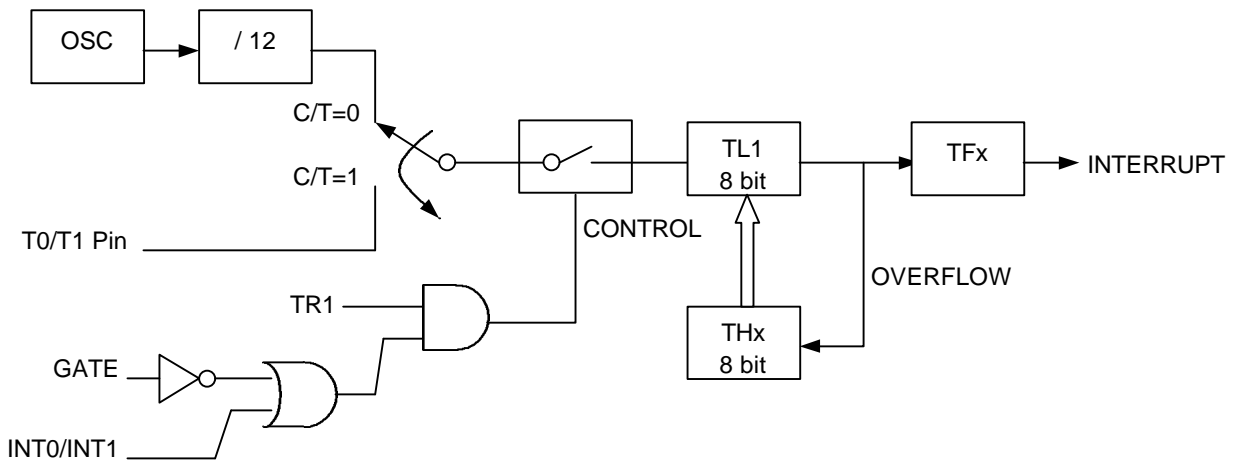 OSC
/ 12
C/T=0
C/T=1
T0/T1 Pin
TL1
8 bit
TFx
INTERRUPT
CONTROL
OVERFLOW
TR1
THx
8 bit
GATE
INT0/INT1